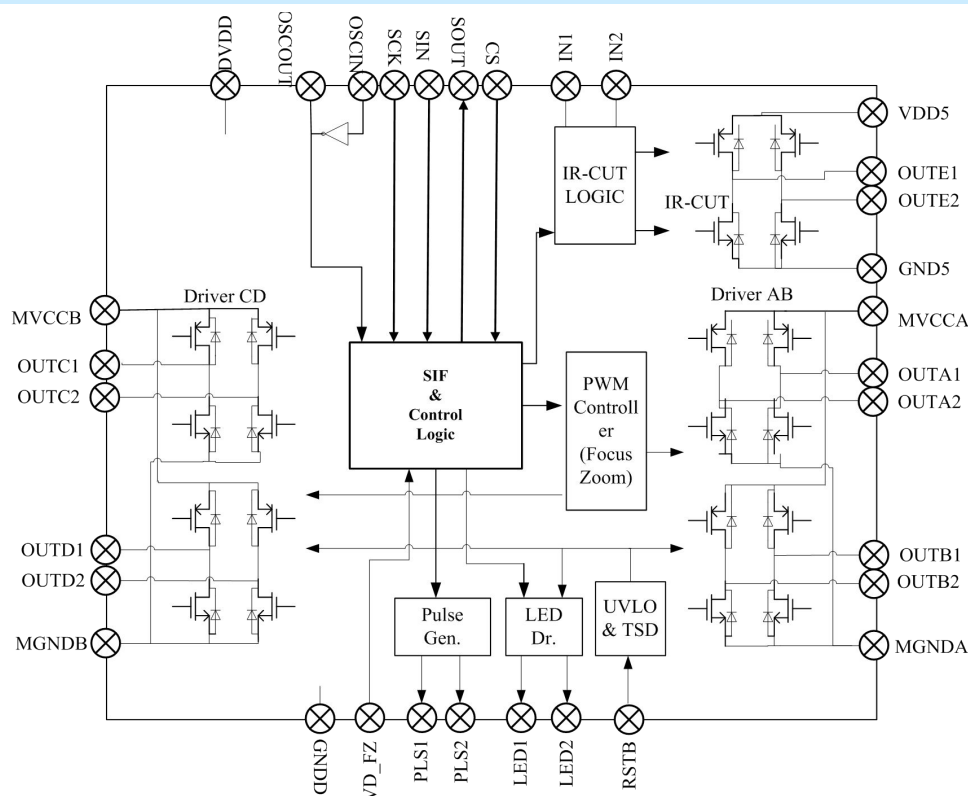 DVDD
OSCOUT
OSCIN
SCK
SIN
SOUT
CS
IN1
IN2
VDD5
IR-CUT
LOGIC
OUTE1
IR-CUT
OUTE2
GND5
Driver CD
Driver AB
MVCCB
MVCCA
OUTC1
OUTC2
SIF
&
Control
Logic
PWM
Controll
er
(Focus
Zoom)
OUTA1
OUTA2
OUTD1
OUTD2
OUTB1
OUTB2
Pulse
Gen.
LED
Dr.
UVLO
& TSD
MGNDB
MGNDA
GNDD
VD_FZ
PLS1
PLS2
LED1
LED2
RSTB